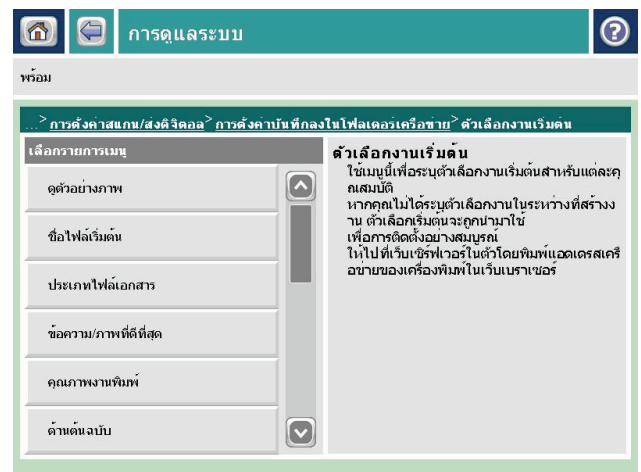 การดูแลระบบ
พร้อม
...> การตั้งค่าสแกน/ส่งดิจิตอล> การตั้งค่าบันทึกลงในโฟลเดอร์เครือข่าย> ตัวเลือกงานเริ่มต้น
เลือกรายการเมนู
ดูตัวอย่างภาพ
ชื่อไฟล์เริ่มต้น
ประเภทไฟล์เอกสาร
ข้อความ/ภาพที่ดีที่สุด
คุณภาพงานพิมพ์
ด้านต้นฉบับ
ตัวเลือกงานเริ่มต้น
ใช้เมนูนี้เพื่อระบุตัวเลือกงานเริ่มต้นสำหรับแต่ละคุ
ณสมบัติ
หากคุณไม่ได้ระบุตัวเลือกงานในระหว่างที่สร้างง
าน ตัวเลือกเริ่มต้นจะถูกนำมาใช้
เพื่อการติดตั้งอย่างสมบูรณ์
ให้ไปที่เว็บเซิร์ฟเวอร์ในตัวโดยพิมพ์แอดเดรสเครื
อข่ายของเครื่องพิมพ์ในเว็บเบราเซอร์